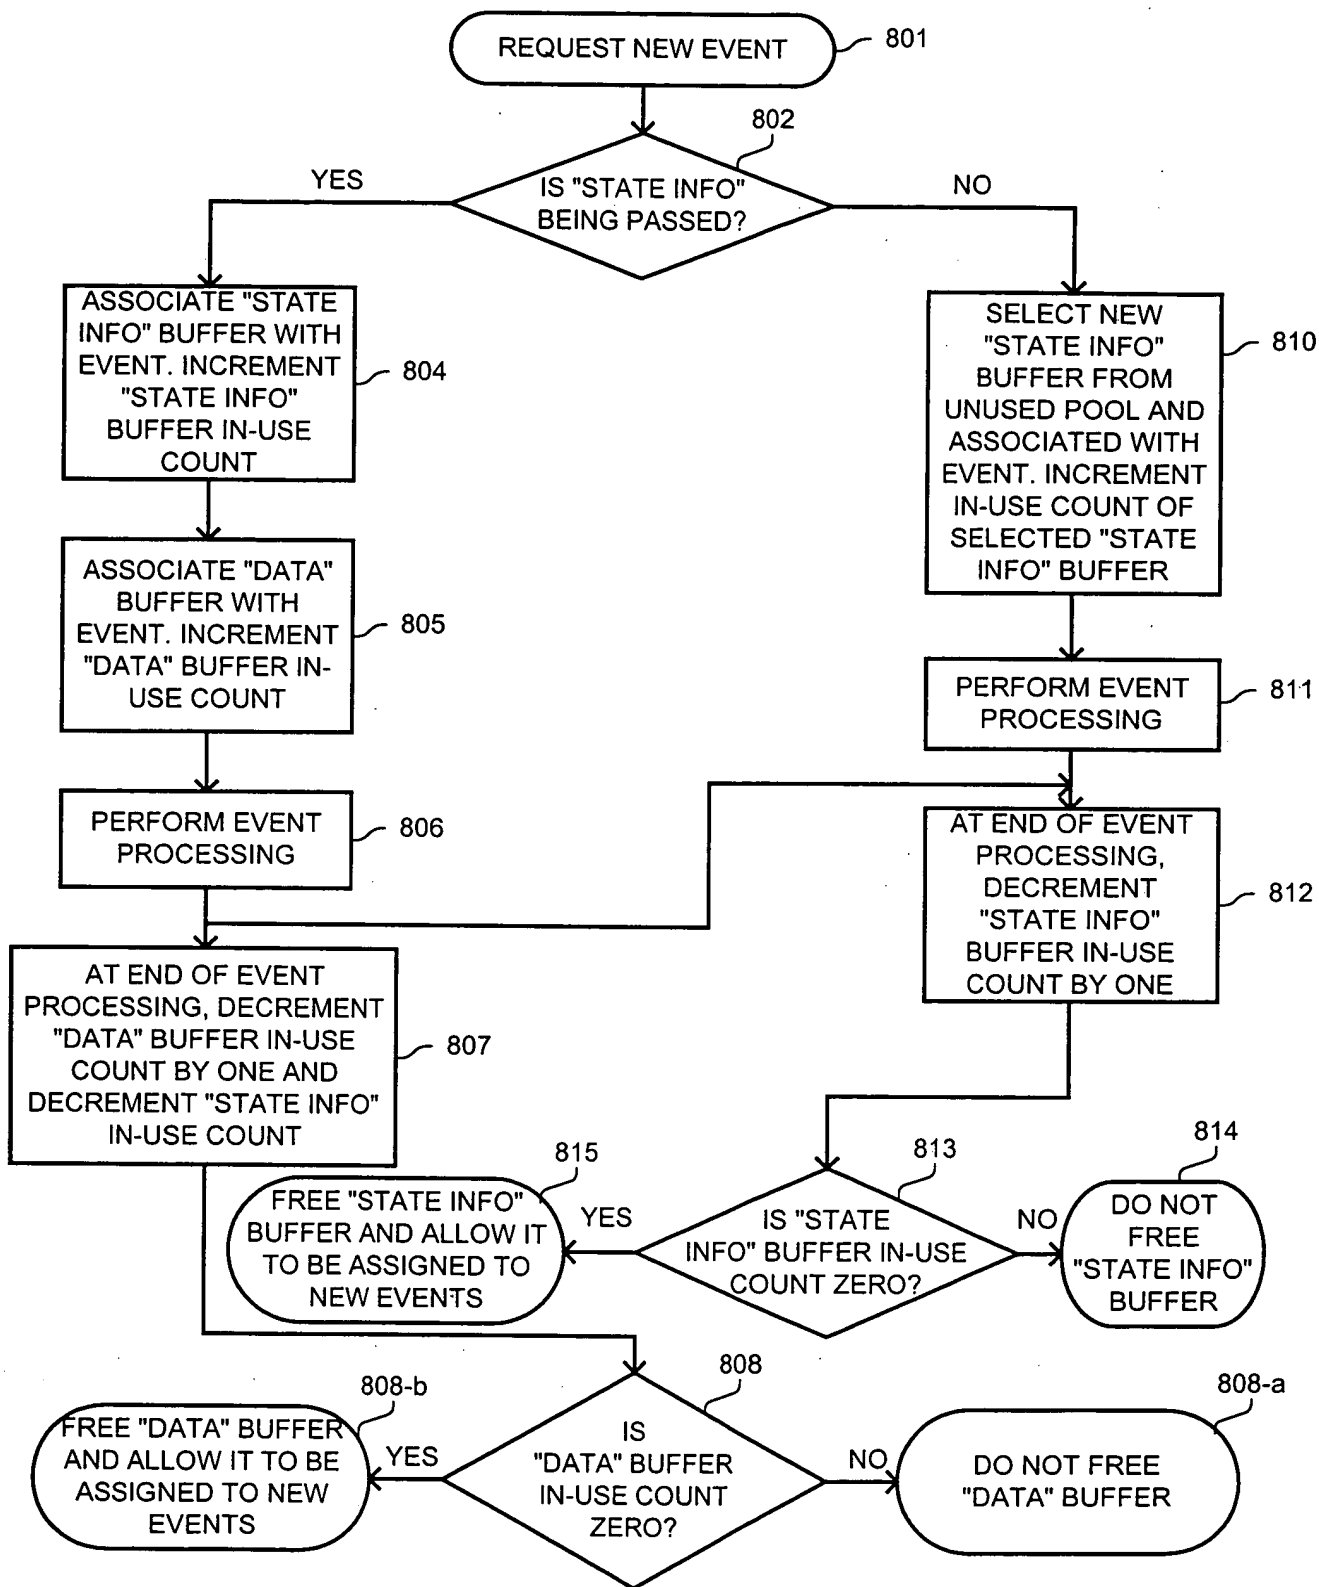 REQUEST NEW EVENT
801
802
IS "STATE INFO"
BEING PASSED?
YES
NO
ASSOCIATE "STATE
INFO" BUFFER WITH
EVENT. INCREMENT
"STATE INFO"
BUFFER IN-USE
COUNT
804
SELECT NEW
"STATE INFO"
BUFFER FROM
UNUSED POOL AND
ASSOCIATED WITH
EVENT. INCREMENT
IN-USE COUNT OF
SELECTED "STATE
INFO" BUFFER
810
ASSOCIATE "DATA"
BUFFER WITH
EVENT. INCREMENT
"DATA" BUFFER IN-
USE COUNT
805
PERFORM EVENT
PROCESSING
811
PERFORM EVENT
PROCESSING
806
AT END OF EVENT
PROCESSING,
DECREMENT
"STATE INFO"
BUFFER IN-USE
COUNT BY ONE
812
AT END OF EVENT
PROCESSING, DECREMENT
"DATA" BUFFER IN-USE
COUNT BY ONE AND
DECREMENT "STATE INFO"
IN-USE COUNT
807
815
FREE "STATE INFO"
BUFFER AND ALLOW IT
TO BE ASSIGNED TO
NEW EVENTS
YES
813
IS "STATE
INFO" BUFFER IN-USE
COUNT ZERO?
NO
814
DO NOT
FREE
"STATE INFO"
BUFFER
808-b
FREE "DATA" BUFFER
AND ALLOW IT TO BE
ASSIGNED TO NEW
EVENTS
YES
808
IS
"DATA" BUFFER
IN-USE COUNT
ZERO?
NO
808-a
DO NOT FREE
"DATA" BUFFER